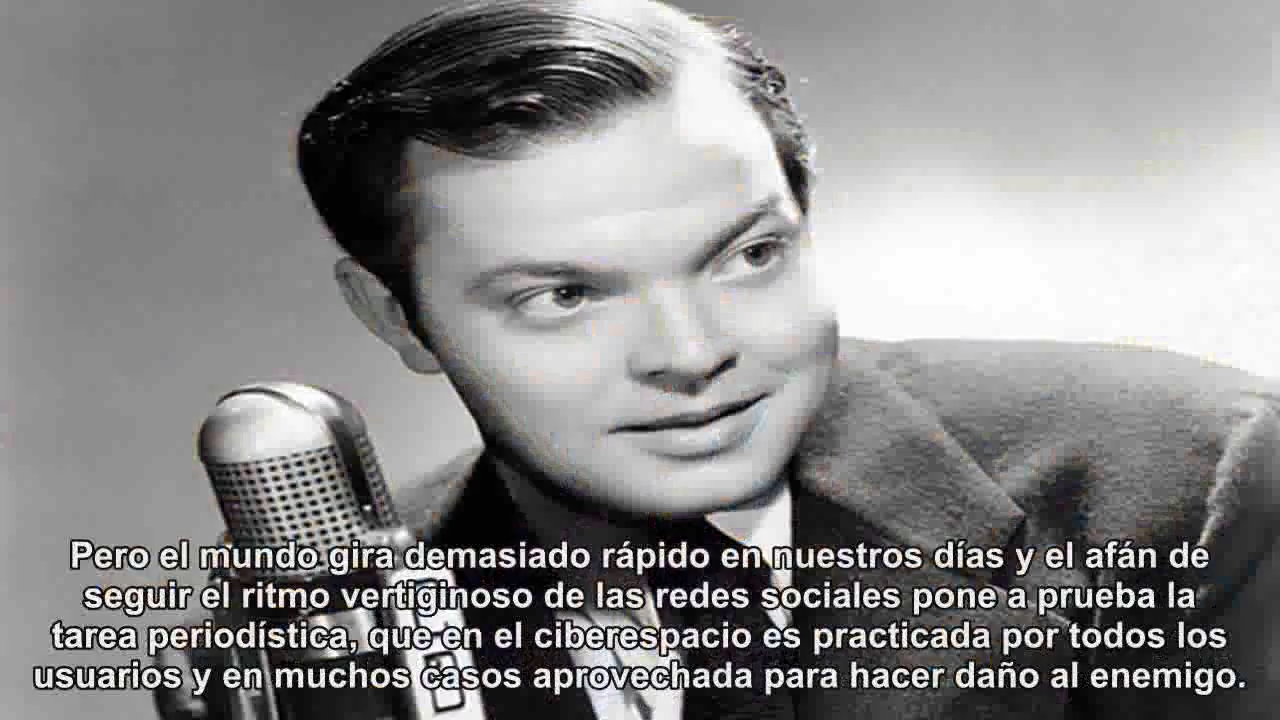 Pero el mundo gira demasiado rápido en nuestros días y el afán de
seguir el ritmo vertiginoso de las redes sociales pone a prueba la
tarea periodística, que en el ciberespacio es practicada por todos los
usuarios y en muchos casos aprovechada para hacer daño al enemigo.